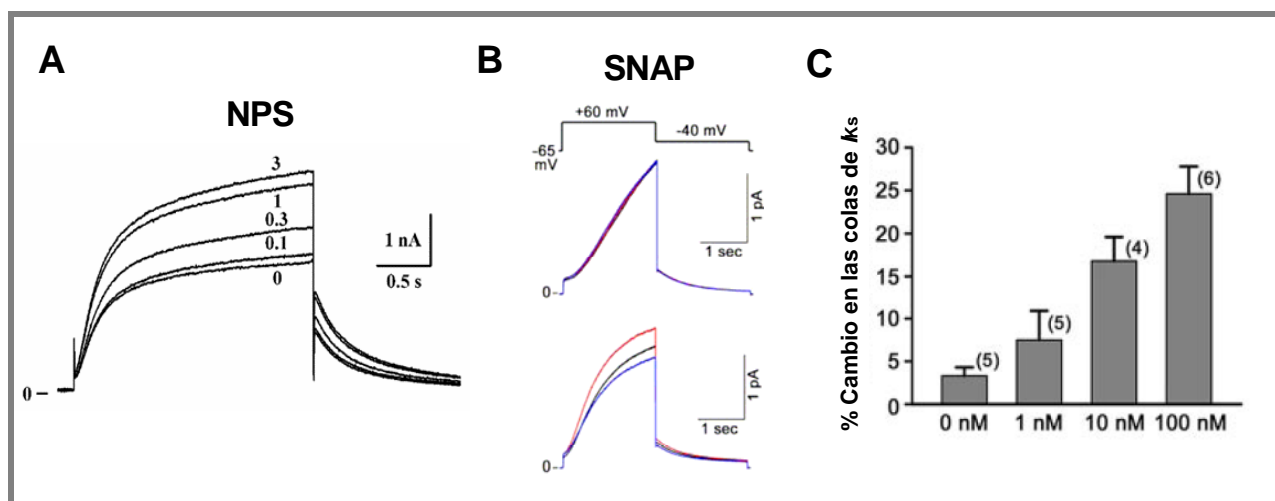 A
NPS
3
1
0.3
0.1
0
1 nA
0.5 s
0
B
SNAP
+60 mV
-40 mV
-65
mV
1 pA
1 sec
0
1 pA
1 sec
0
C
% Cambio en las colas de IKs
30
25
20
15
10
5
0
(5)
(5)
(4)
(6)
0 nM
1 nM
10 nM
100 nM